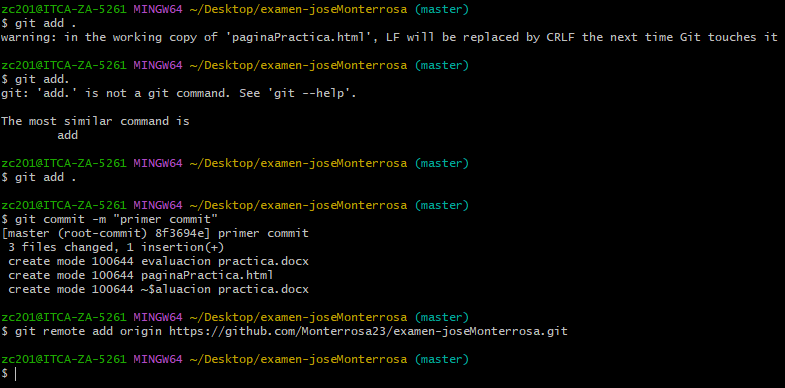 zc201@ITCA-ZA-5261 MINGW64 ~/Desktop/examen-joseMonterrosa (master)
$ git add .
warning: in the working copy of 'paginaPractica.html', LF will be replaced by CRLF the next time Git touches it
zc201@ITCA-ZA-5261 MINGW64 ~/Desktop/examen-joseMonterrosa (master)
$ git add.
git: 'add.' is not a git command. See 'git --help'.
The most similar command is
add
zc201@ITCA-ZA-5261 MINGW64 ~/Desktop/examen-joseMonterrosa (master)
$ git add .
zc201@ITCA-ZA-5261 MINGW64 ~/Desktop/examen-joseMonterrosa (master)
$ git commit -m "primer commit"
[master (root-commit) 8f3694e] primer commit
3 files changed, 1 insertion(+)
create mode 100644 evaluacion practica.docx
create mode 100644 paginaPractica.html
create mode 100644 ~$aluacion practica.docx
zc201@ITCA-ZA-5261 MINGW64 ~/Desktop/examen-joseMonterrosa (master)
$ git remote add origin https://github.com/Monterrosa23/examen-joseMonterrosa.git
zc201@ITCA-ZA-5261 MINGW64 ~/Desktop/examen-joseMonterrosa (master)
$